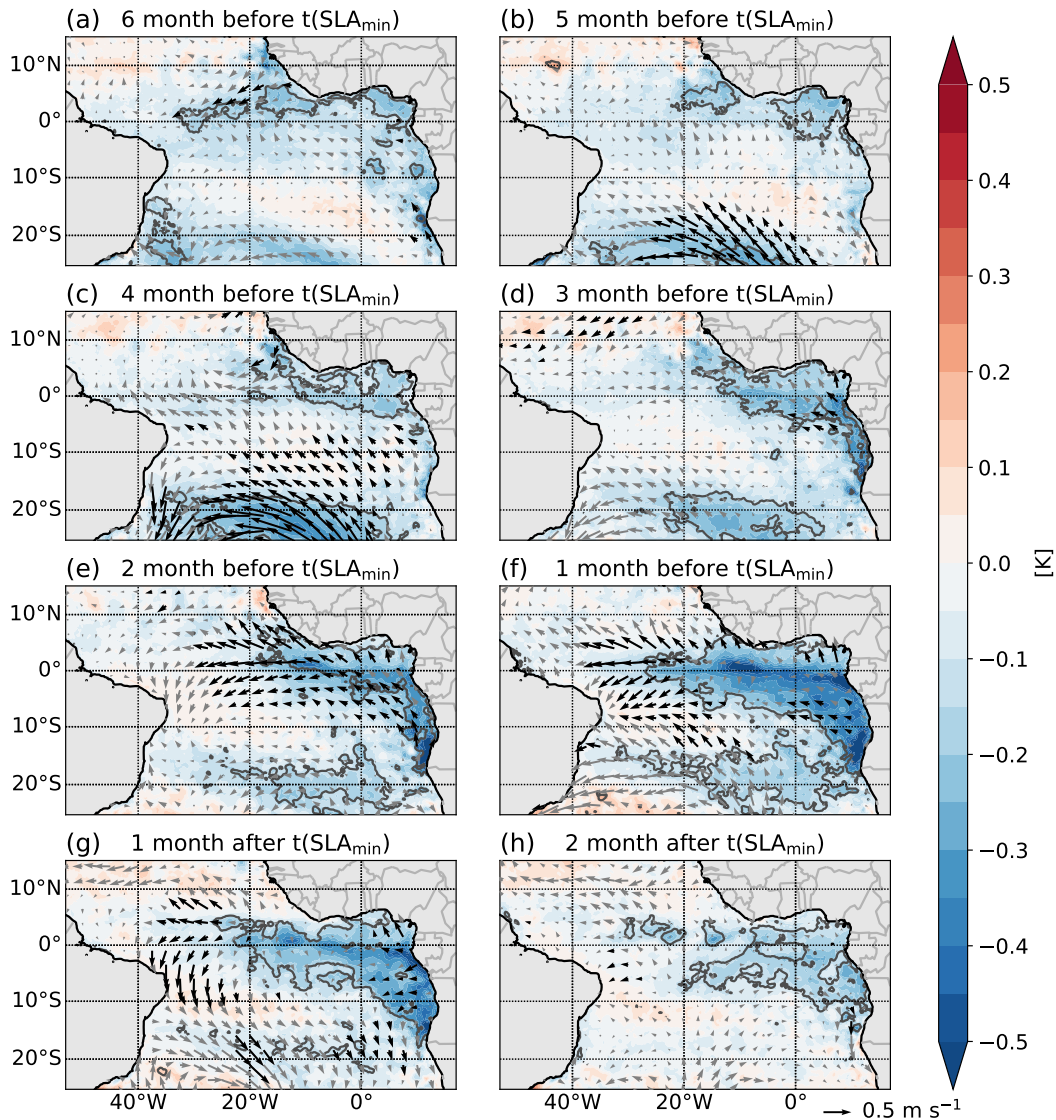 (a) 6 month before t(SLAmin)
(b) 5 month before t(SLAmin)
10°N
0°
10°S
20°S
(c) 4 month before t(SLAmin)
(d) 3 month before t(SLAmin)
10°N
0°
10°S
20°S
(e) 2 month before t(SLAmin)
(f) 1 month before t(SLAmin)
10°N
0°
10°S
20°S
(g) 1 month after t(SLAmin)
(h) 2 month after t(SLAmin)
10°N
0°
10°S
20°S
40°W 20°W 0°
40°W 20°W 0°
0.5 m s⁻¹
0.5
0.4
0.3
0.2
0.1
0.0
−0.1
−0.2
−0.3
−0.4
−0.5
[K]